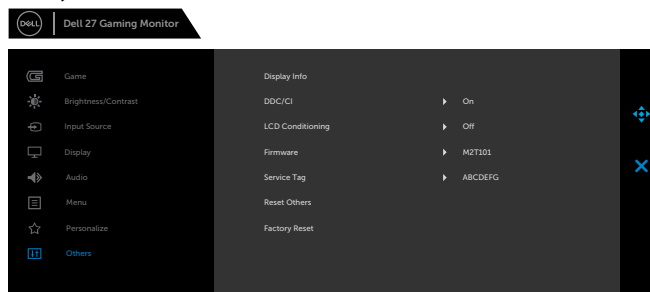 DELL
Dell 27 Gaming Monitor
Game
Display Info
Brightness/Contrast
DDC/CI
On
Input Source
LCD Conditioning
Off
Display
Firmware
M2T101
Audio
Service Tag
ABCDEFG
Menu
Reset Others
Personalize
Factory Reset
Others